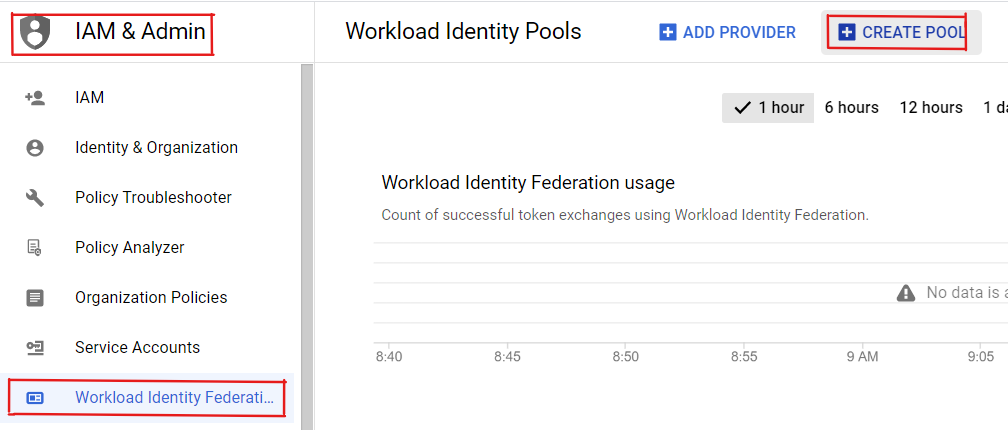 IAM & Admin
Workload Identity Pools
ADD PROVIDER
CREATE POOL
IAM
Identity & Organization
Policy Troubleshooter
Policy Analyzer
Organization Policies
Service Accounts
Workload Identity Federati...
1 hour
6 hours
12 hours
1 da
Workload Identity Federation usage
Count of successful token exchanges using Workload Identity Federation.
No data is a
8:40
8:45
8:50
8:55
9 AM
9:05